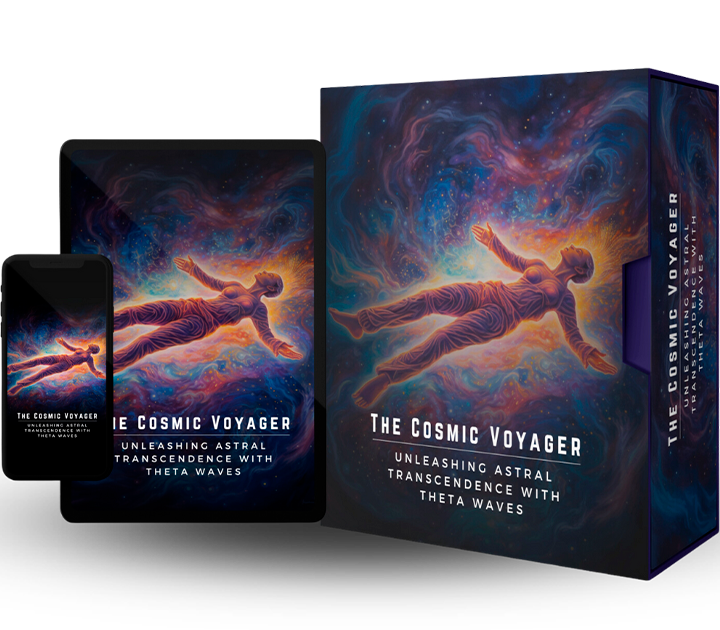 THE COSMIC VOYAGER
UNLEASHING ASTRAL
TRANSCENDENCE WITH
THETA WAVES
HE COSMIC VOYAGER
UNLEASHING ASTRAL
TRANSCENDENCE WITH
THETA WAVES
THE COSMIC VOYAGER
UNLEASHING ASTRAL
TRANSCENDENCE WITH
THETA WAVES
THE COSMIC VOYAGER
UNLEASHING ASTRAL
TRANSCENDENCE WITH
THETA WAVES